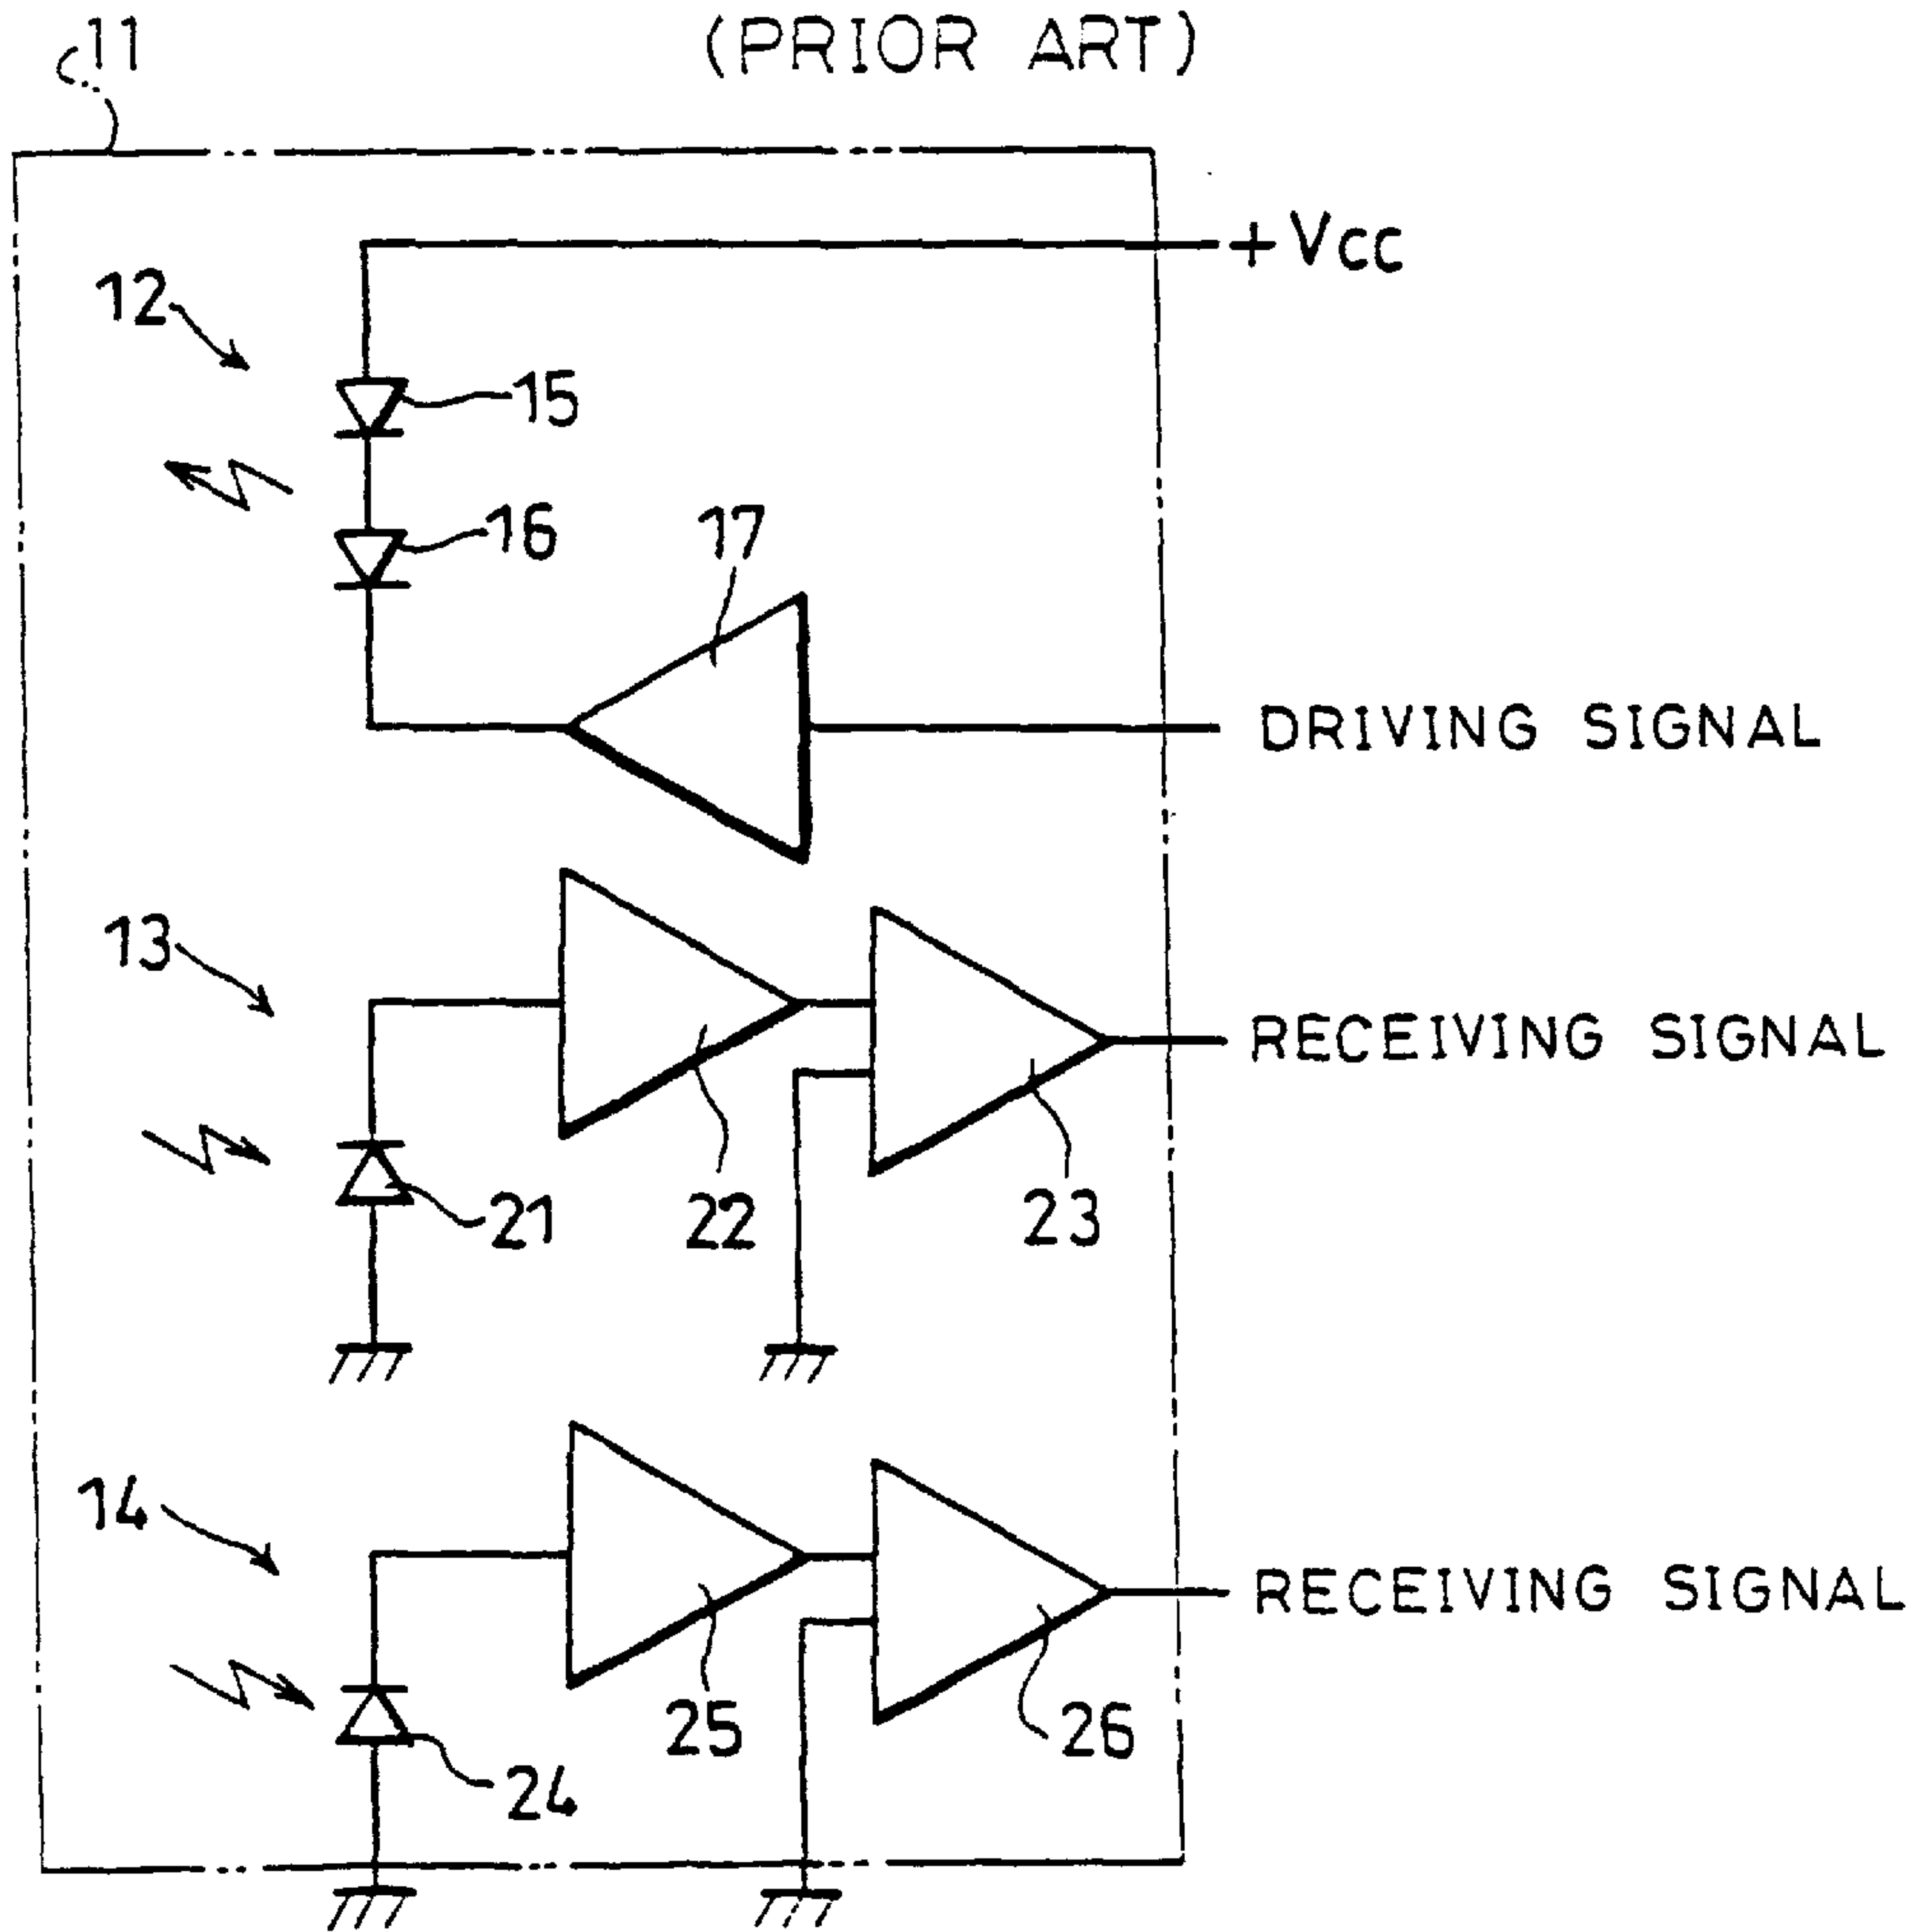 11
(PRIOR ART)
+Vcc
12
15
16
17
DRIVING SIGNAL
13
RECEIVING SIGNAL
21
22
23
14
RECEIVING SIGNAL
25
26
24